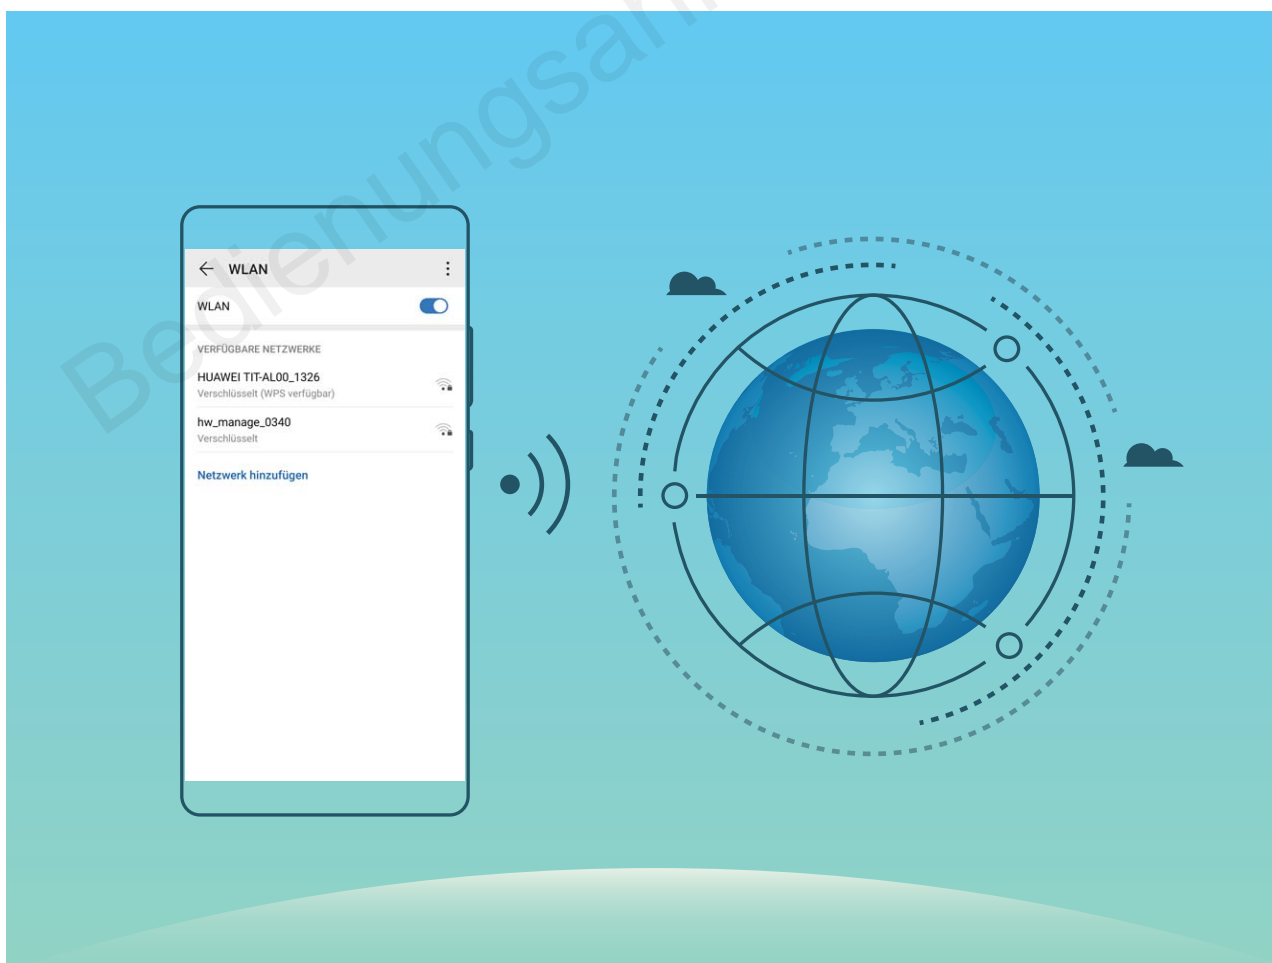 Bedienungsan
WLAN
WLAN
VERFÜGBARE NETZWERKE
HUAWEI TIT-AL00_1326
Verschlüsselt (WPS verfügbar)
hw_manage_0340
Verschlüsselt
Netzwerk hinzufügen